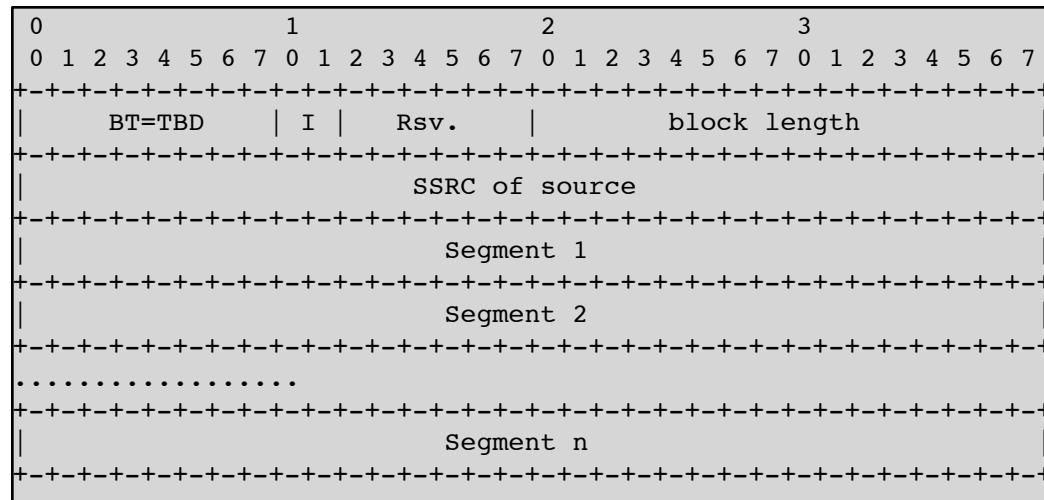 0                               1                               2                               3
 0 1 2 3 4 5 6 7 0 1 2 3 4 5 6 7 0 1 2 3 4 5 6 7 0 1 2 3 4 5 6 7
+-+-+-+-+-+-+-+-+-+-+-+-+-+-+-+-+-+-+-+-+-+-+-+-+-+-+-+-+-+-+-+-+
|     BT=TBD    | I |   Rsv.    |        block length           |
+-+-+-+-+-+-+-+-+-+-+-+-+-+-+-+-+-+-+-+-+-+-+-+-+-+-+-+-+-+-+-+-+
|                        SSRC of source                         |
+-+-+-+-+-+-+-+-+-+-+-+-+-+-+-+-+-+-+-+-+-+-+-+-+-+-+-+-+-+-+-+-+
|                          Segment 1                            |
+-+-+-+-+-+-+-+-+-+-+-+-+-+-+-+-+-+-+-+-+-+-+-+-+-+-+-+-+-+-+-+-+
|                          Segment 2                            |
+-+-+-+-+-+-+-+-+-+-+-+-+-+-+-+-+-+-+-+-+-+-+-+-+-+-+-+-+-+-+-+-+
..................
+-+-+-+-+-+-+-+-+-+-+-+-+-+-+-+-+-+-+-+-+-+-+-+-+-+-+-+-+-+-+-+-+
|                          Segment n                            |
+-+-+-+-+-+-+-+-+-+-+-+-+-+-+-+-+-+-+-+-+-+-+-+-+-+-+-+-+-+-+-+-+